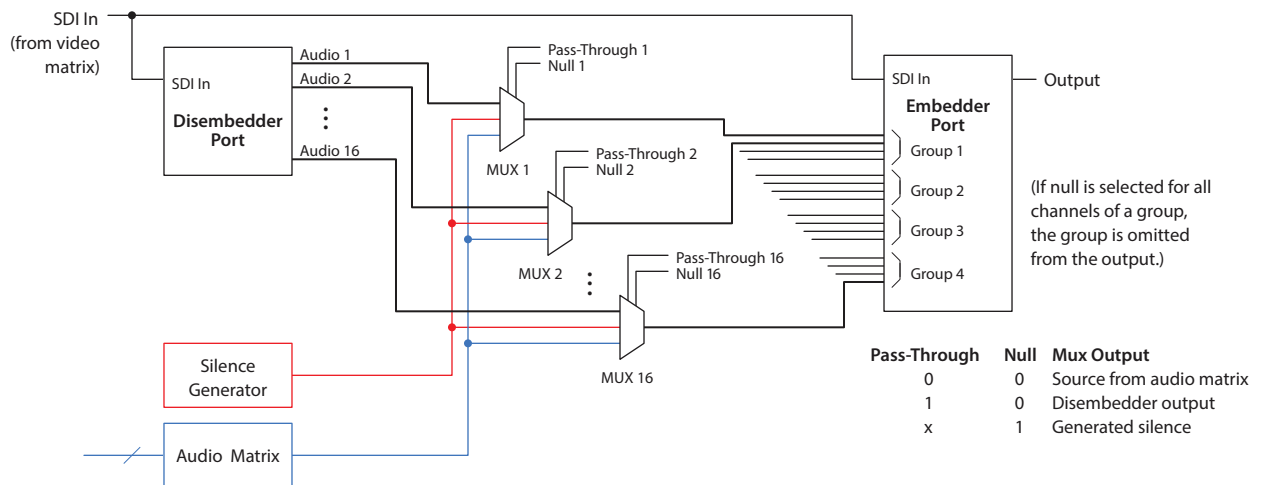 SDI In
(from video
matrix)
SDI In
Disembedder
Port
Audio 1
Audio 2
Audio 16
Pass-Through 1
Null 1
MUX 1
Pass-Through 2
Null 2
MUX 2
Pass-Through 16
Null 16
MUX 16
SDI In
Embedder
Port
Group 1
Group 2
Group 3
Group 4
Output
(If null is selected for all
channels of a group,
the group is omitted
from the output.)
Silence
Generator
Audio Matrix
Pass-Through Null Mux Output
0 0 Source from audio matrix
1 0 Disembedder output
x 1 Generated silence